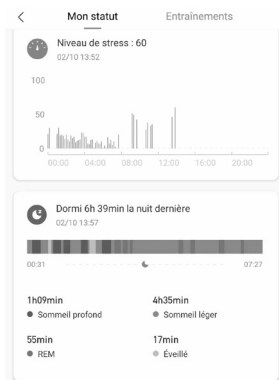 Mon statut Entraînements
Niveau de stress : 60
02/10 13:52
100
50
0
00:00 04:00 08:00 12:00 16:00 20:00
Dormi 6h 39min la nuit dernière
02/10 13:57
00:31 07:27
1h09min 4h35min
Sommeil profond Sommeil léger
55min 17min
REM Éveillé